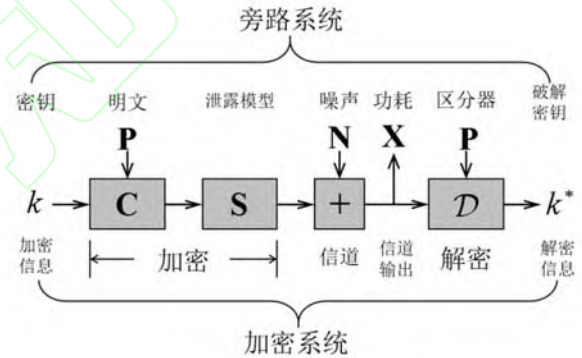 旁路系统
密钥 明文 泄露模型 噪声 功耗 区分器 破解密钥
P N X P
k C S + D k*
加密信息 加密 信道 信道输出 解密 解密信息
加密系统